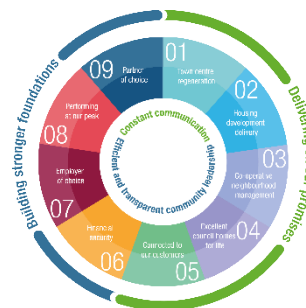 Building stronger foundations
01
Town centre
regeneration
02
Housing
development
delivery
03
Co-operative
neighbourhood
management
04
Excellent
council homes
for life
05
Connected to
our customers
06
Financial
security
07
Employer
of choice
08
Performing
at our peak
09
Partner
of choice
Constant communication
Efficient and transparent community leadership
promises